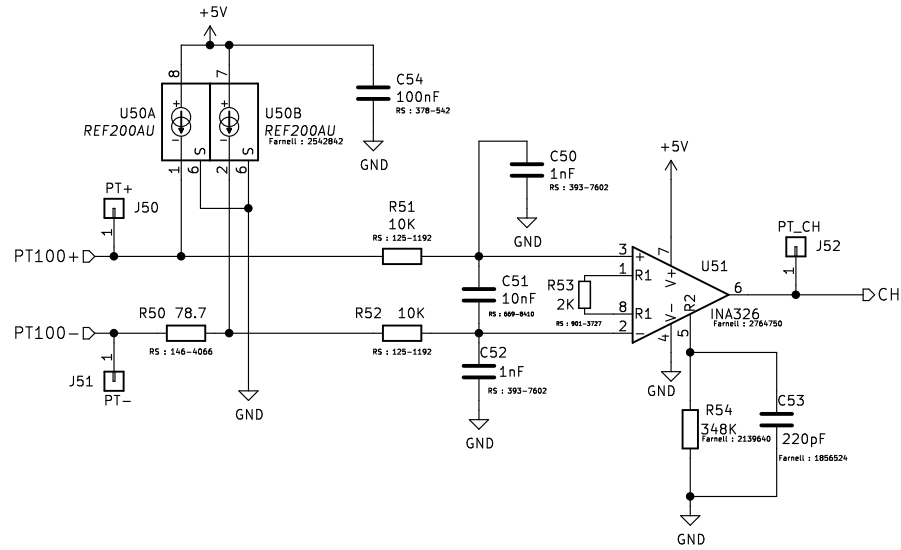 +5V
8
7
U50A
REF200AU
U50B
REF200AU
Farnell : 2542842
+
−
S
+
−
S
1
6
2
6
C54
100nF
RS : 378-542
GND
C50
1nF
RS : 393-7602
GND
+5V
PT+
J50
1
R51
10K
RS : 125-1192
PT100+
C51
10nF
RS : 669-8410
3
+
1
R1
R53
2K
RS : 901-3727
8
R1
2
−
7
V+
U51
6
INA326
Farnell : 2764750
V−
4
R2
5
PT_CH
J52
1
CH
PT100-
R50 78.7
RS : 146-4066
R52 10K
RS : 125-1192
J51
1
PT-
GND
C52
1nF
RS : 393-7602
GND
GND
R54
348K
Farnell : 2139640
C53
220pF
Farnell : 1856524
GND